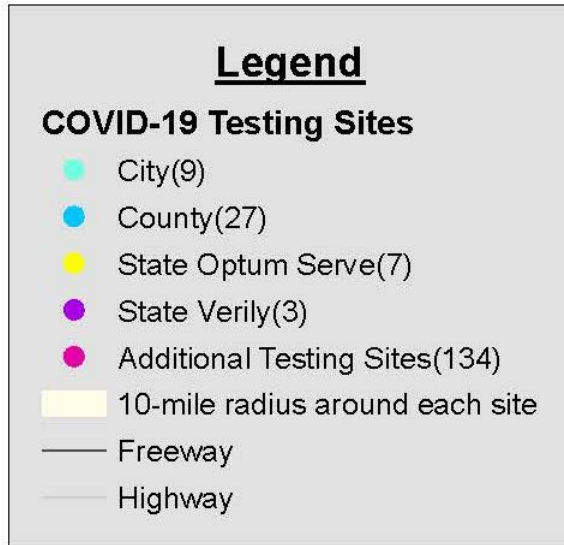 Legend
COVID-19 Testing Sites
City(9)
County(27)
State Optum Serve(7)
State Verily(3)
Additional Testing Sites(134)
10-mile radius around each site
Freeway
Highway